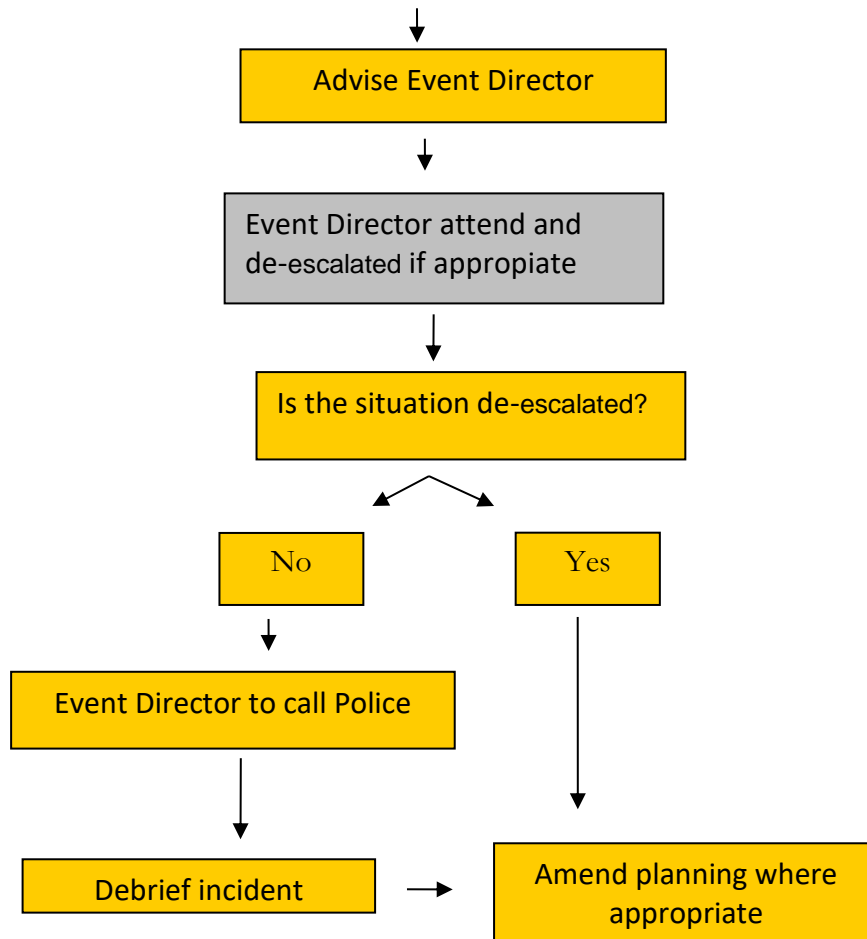 Advise Event Director
Event Director attend and
de-escalated if appropiate
Is the situation de-escalated?
No
Yes
Event Director to call Police
Debrief incident
Amend planning where
appropriate